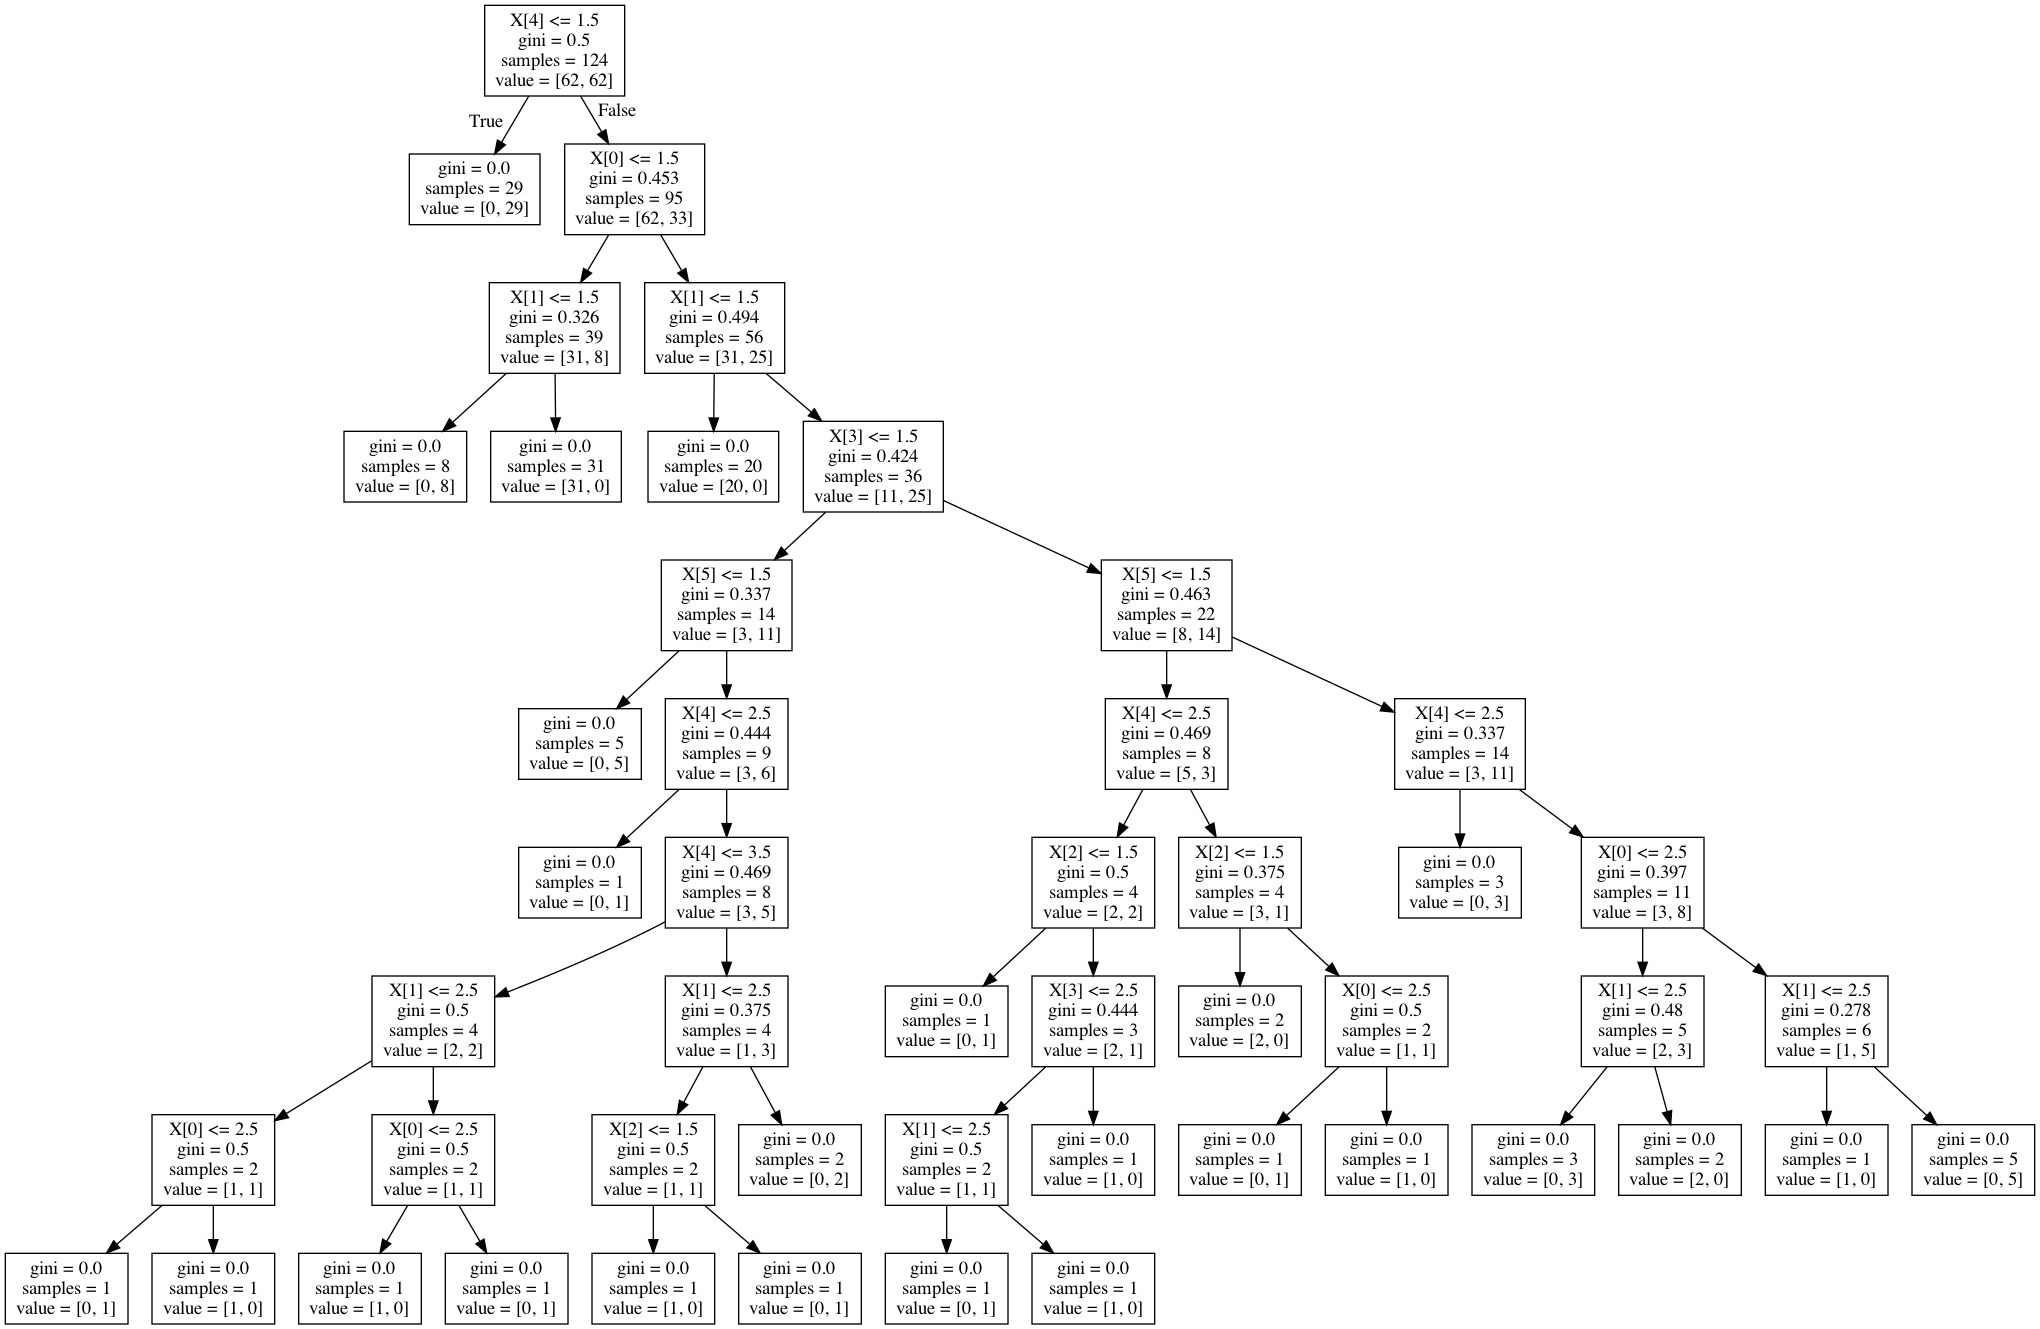 X[4] <= 1.5
gini = 0.5
samples = 124
value = [62, 62]
True
False
gini = 0.0
samples = 29
value = [0, 29]
X[0] <= 1.5
gini = 0.453
samples = 95
value = [62, 33]
X[1] <= 1.5
gini = 0.326
samples = 39
value = [31, 8]
X[1] <= 1.5
gini = 0.494
samples = 56
value = [31, 25]
gini = 0.0
samples = 8
value = [0, 8]
gini = 0.0
samples = 31
value = [31, 0]
gini = 0.0
samples = 20
value = [20, 0]
X[3] <= 1.5
gini = 0.424
samples = 36
value = [11, 25]
X[5] <= 1.5
gini = 0.337
samples = 14
value = [3, 11]
X[5] <= 1.5
gini = 0.463
samples = 22
value = [8, 14]
gini = 0.0
samples = 5
value = [0, 5]
X[4] <= 2.5
gini = 0.444
samples = 9
value = [3, 6]
X[4] <= 2.5
gini = 0.469
samples = 8
value = [5, 3]
X[4] <= 2.5
gini = 0.337
samples = 14
value = [3, 11]
gini = 0.0
samples = 1
value = [0, 1]
X[4] <= 3.5
gini = 0.469
samples = 8
value = [3, 5]
X[2] <= 1.5
gini = 0.5
samples = 4
value = [2, 2]
X[2] <= 1.5
gini = 0.375
samples = 4
value = [3, 1]
gini = 0.0
samples = 3
value = [0, 3]
X[0] <= 2.5
gini = 0.397
samples = 11
value = [3, 8]
X[1] <= 2.5
gini = 0.5
samples = 4
value = [2, 2]
X[1] <= 2.5
gini = 0.375
samples = 4
value = [1, 3]
gini = 0.0
samples = 1
value = [0, 1]
X[3] <= 2.5
gini = 0.444
samples = 3
value = [2, 1]
gini = 0.0
samples = 2
value = [2, 0]
X[0] <= 2.5
gini = 0.5
samples = 2
value = [1, 1]
X[1] <= 2.5
gini = 0.48
samples = 5
value = [2, 3]
X[1] <= 2.5
gini = 0.278
samples = 6
value = [1, 5]
X[0] <= 2.5
gini = 0.5
samples = 2
value = [1, 1]
X[0] <= 2.5
gini = 0.5
samples = 2
value = [1, 1]
X[2] <= 1.5
gini = 0.5
samples = 2
value = [1, 1]
gini = 0.0
samples = 2
value = [0, 2]
X[1] <= 2.5
gini = 0.5
samples = 2
value = [1, 1]
gini = 0.0
samples = 1
value = [1, 0]
gini = 0.0
samples = 1
value = [0, 1]
gini = 0.0
samples = 1
value = [1, 0]
gini = 0.0
samples = 3
value = [0, 3]
gini = 0.0
samples = 2
value = [2, 0]
gini = 0.0
samples = 1
value = [1, 0]
gini = 0.0
samples = 5
value = [0, 5]
gini = 0.0
samples = 1
value = [0, 1]
gini = 0.0
samples = 1
value = [1, 0]
gini = 0.0
samples = 1
value = [1, 0]
gini = 0.0
samples = 1
value = [0, 1]
gini = 0.0
samples = 1
value = [1, 0]
gini = 0.0
samples = 1
value = [0, 1]
gini = 0.0
samples = 1
value = [0, 1]
gini = 0.0
samples = 1
value = [1, 0]